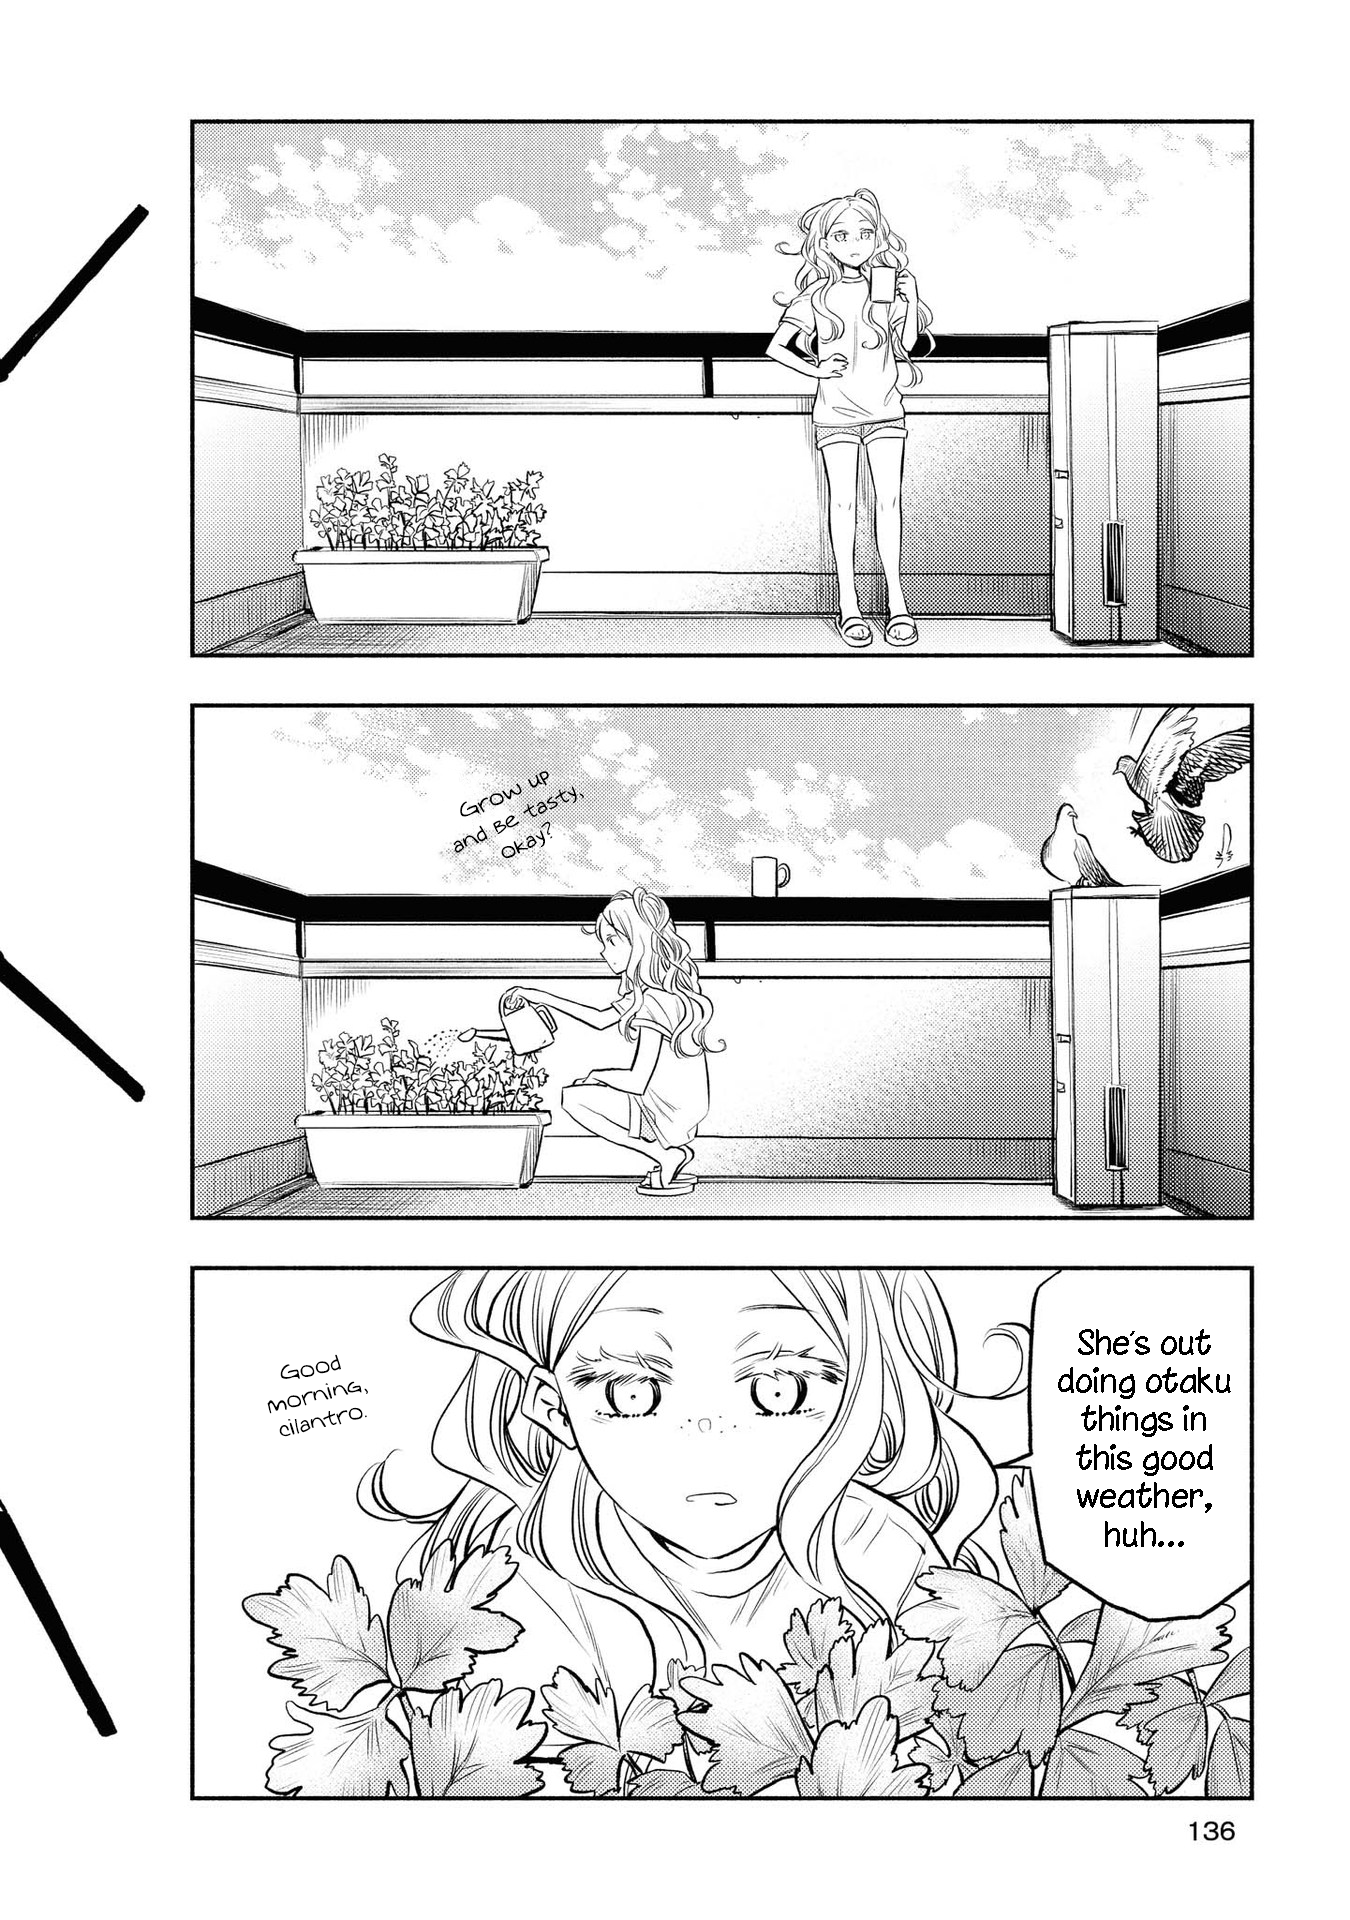 Grow up
and Be tasty,
okay?
She's out
doing otaku
things in
this good
weather,
huh...
Good
morning,
cilantro.
136